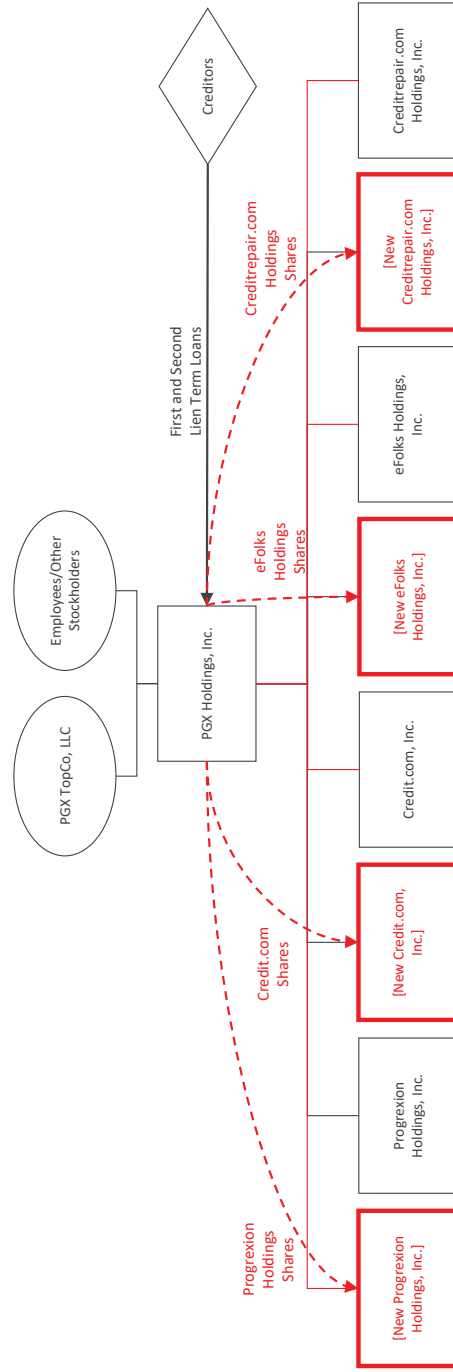 PGX TopCo, LLC
Employees/Other
Stockholders
Creditors
PGX Holdings, Inc.
First and Second
Lien Term Loans
Progrexion
Holdings
Shares
Credit.com
Shares
eFolks
Holdings
Shares
Creditrepair.com
Holdings
Shares
[New Progrexion
Holdings, Inc.]
Progrexion
Holdings, Inc.
[New Credit.com,
Inc.]
Credit.com, Inc.
[New eFolks
Holdings, Inc.]
eFolks Holdings,
Inc.
[New
Creditrepair.com
Holdings, Inc.]
Creditrepair.com
Holdings, Inc.